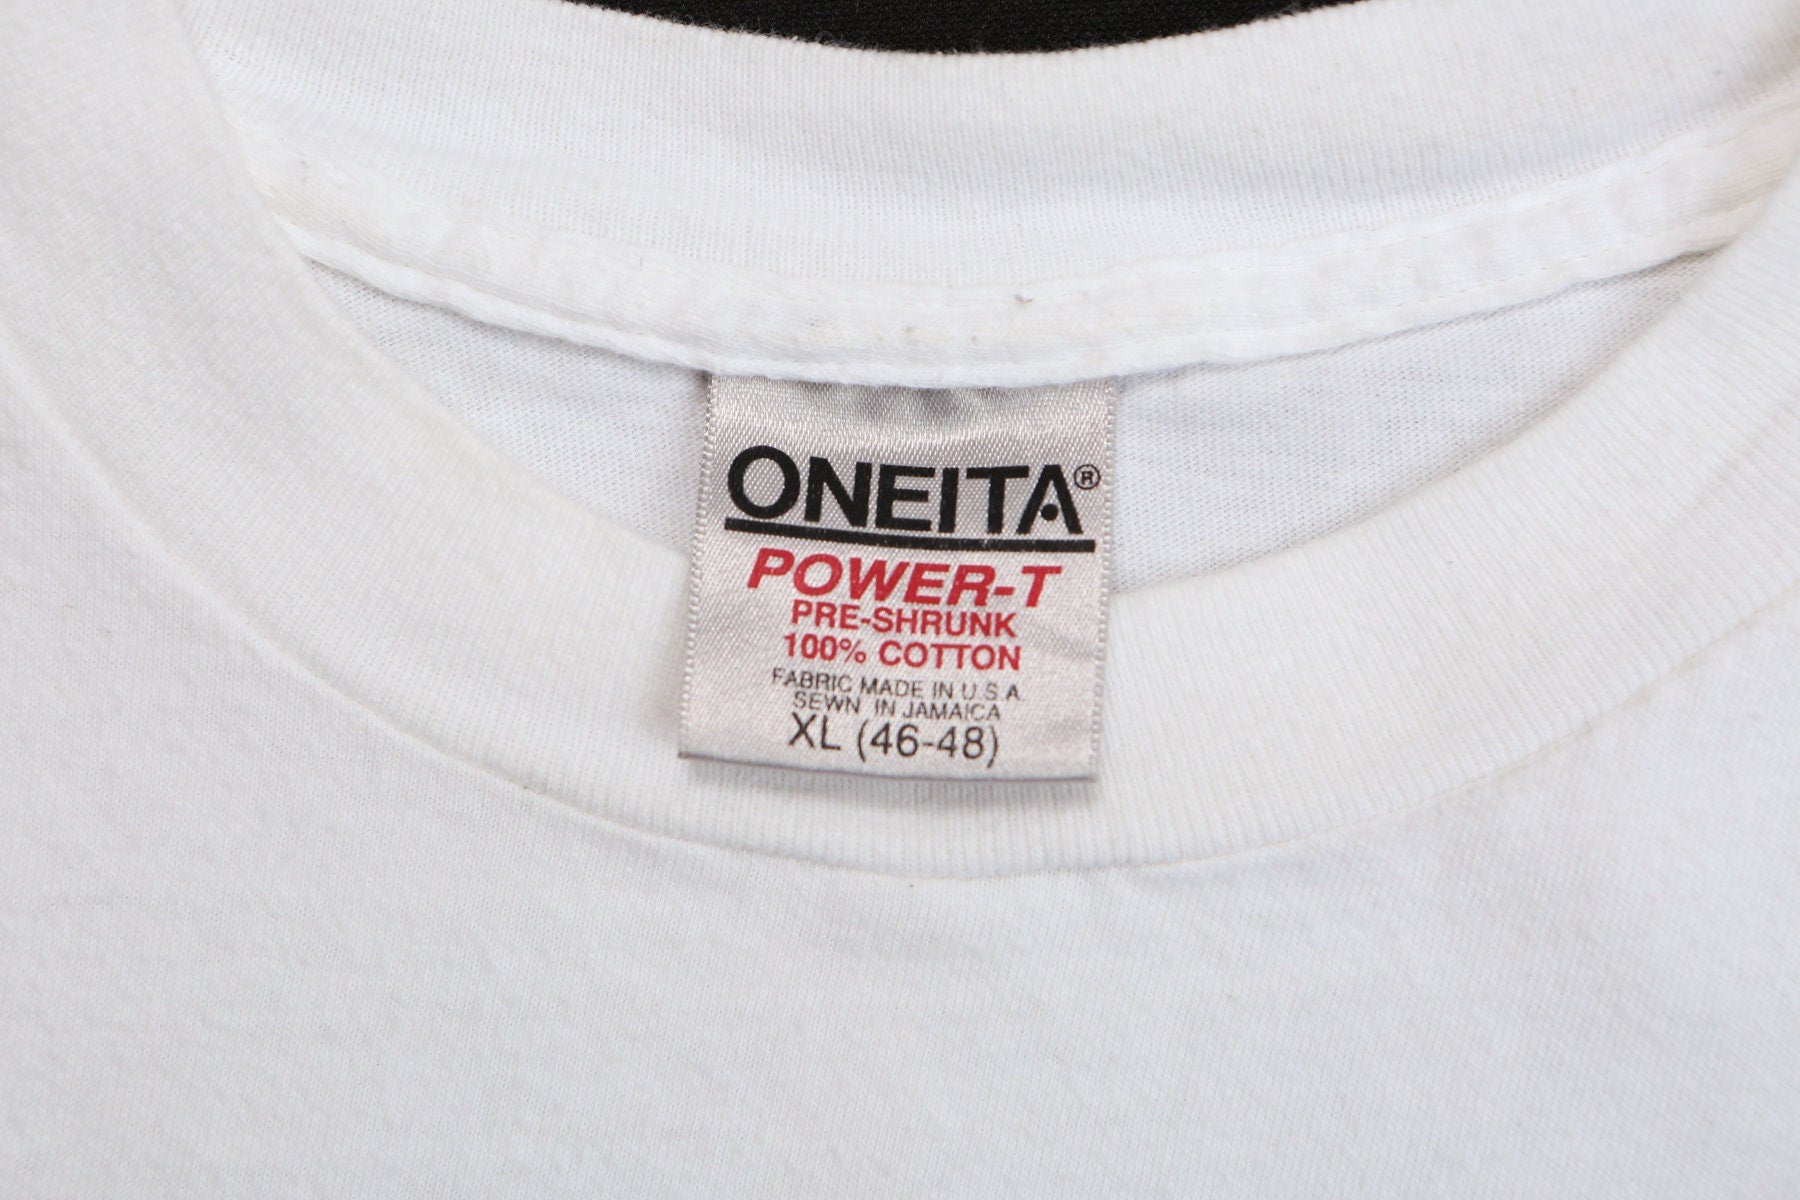 ONEITA®
POWER-T
PRE-SHRUNK
100% COTTON
FABRIC MADE IN U.S.A.
SEWN IN JAMAICA
XL (46-48)